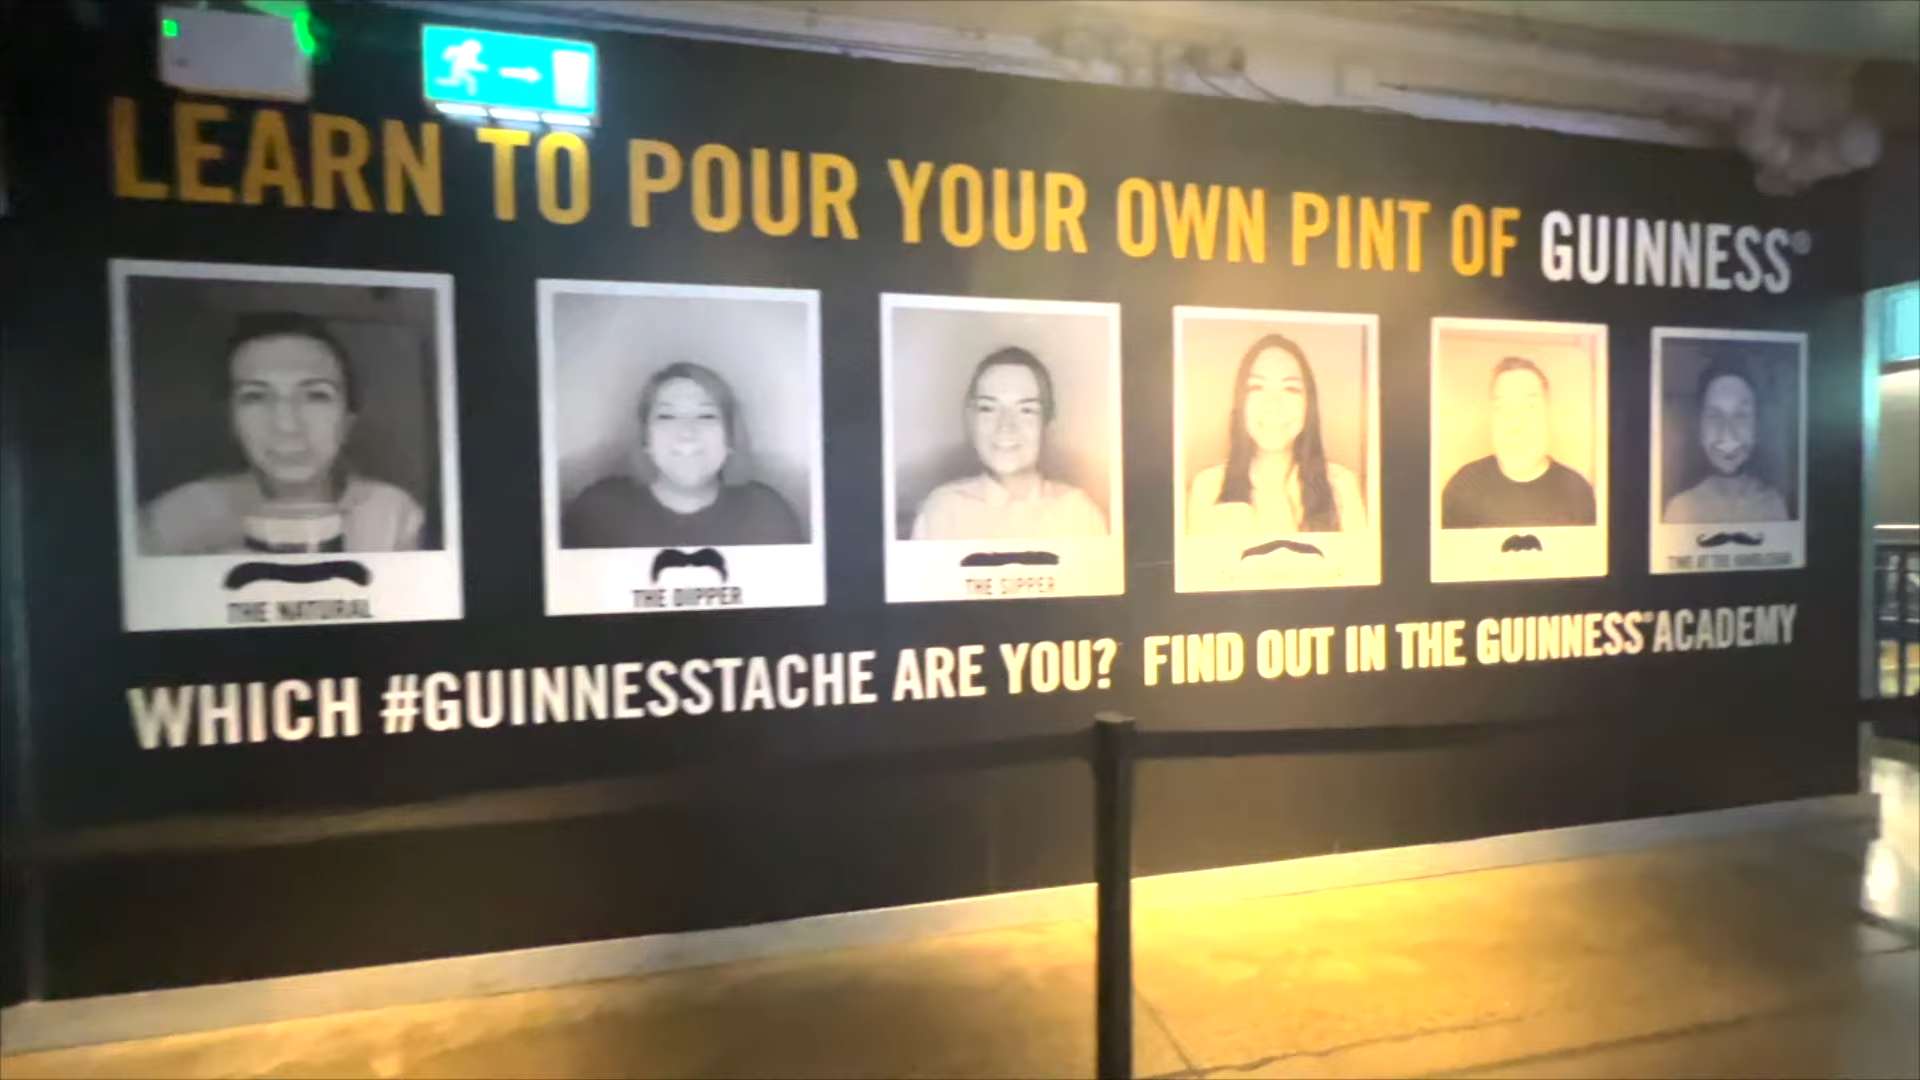 LEARN TO POUR YOUR OWN PINT OF GUINNESS®
THE NATURAL
THE DIPPER
THE SIPPER
WHICH #GUINNESSTACHE ARE YOU? FIND OUT IN THE GUINNESS® ACADEMY